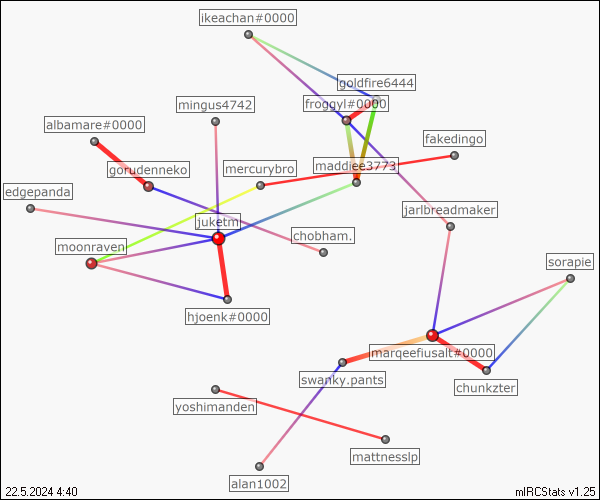 ikeachan#0000
goldfire6444
froggyl#0000
mingus4742
albamare#0000
fakedingo
gorudenneko
mercurybro
maddiee3773
edgepanda
juketm
jarlbreadmaker
moonraven
chobham.
sorapie
hjoenk#0000
marqeefiusalt#0000
swanky.pants
chunkzter
yoshimanden
mattnesslp
alan1002
22.5.2024 4:40
mIRCStats v1.25